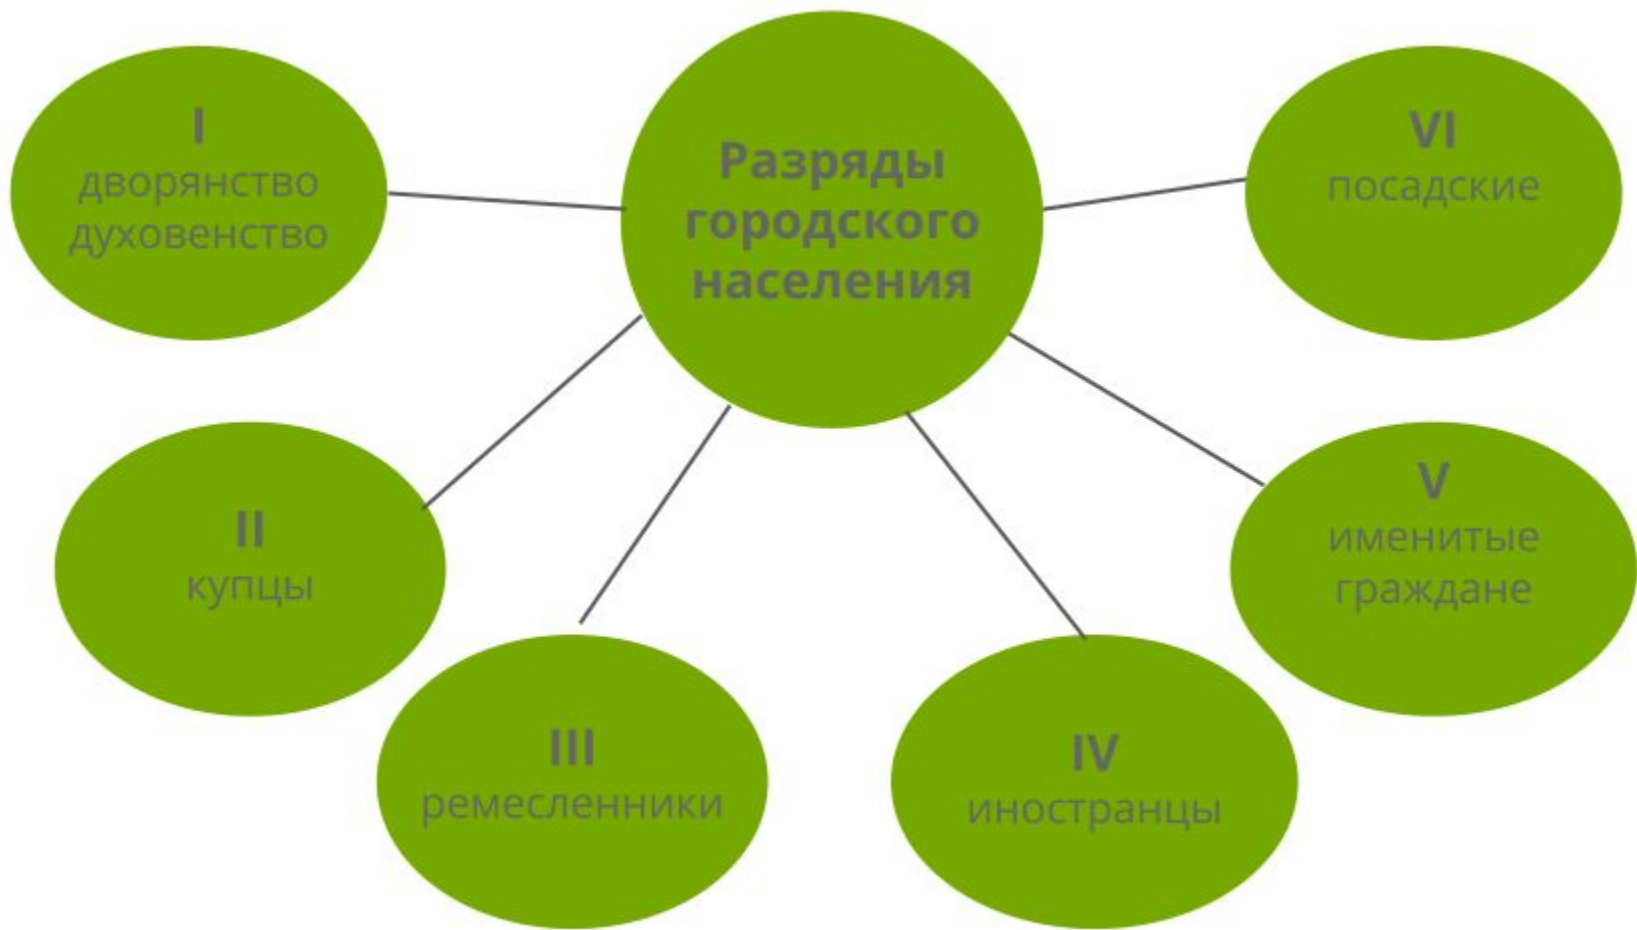 Разряды
городского
населения
I
дворянство
духовенство
II
купцы
III
ремесленники
IV
иностранцы
V
именитые
граждане
VI
посадские